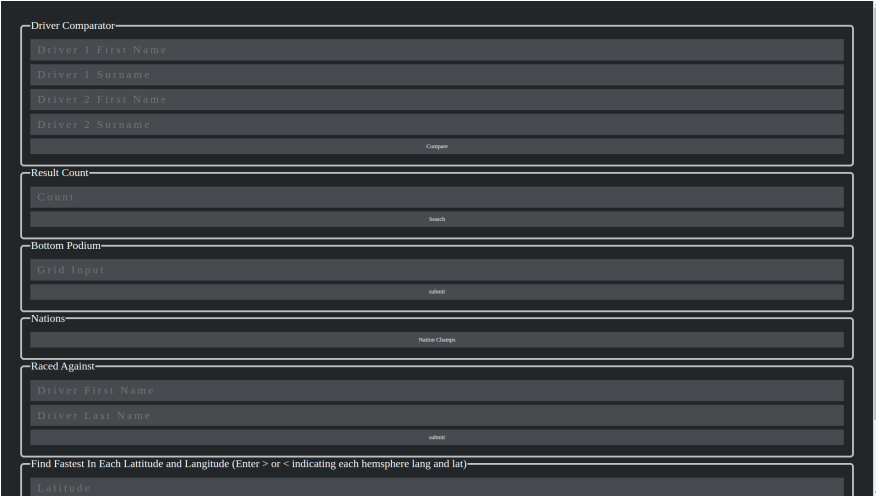 Driver Comparator
Driver 1 First Name
Driver 1 Surname
Driver 2 First Name
Driver 2 Surname
Compare
Result Count
Count
Search
Bottom Podium
Grid Input
submit
Nations
Nation Champs
Raced Against
Driver First Name
Driver Last Name
submit
Find Fastest In Each Lattitude and Langitude (Enter > or < indicating each hemsphere lang and lat)
Latitude